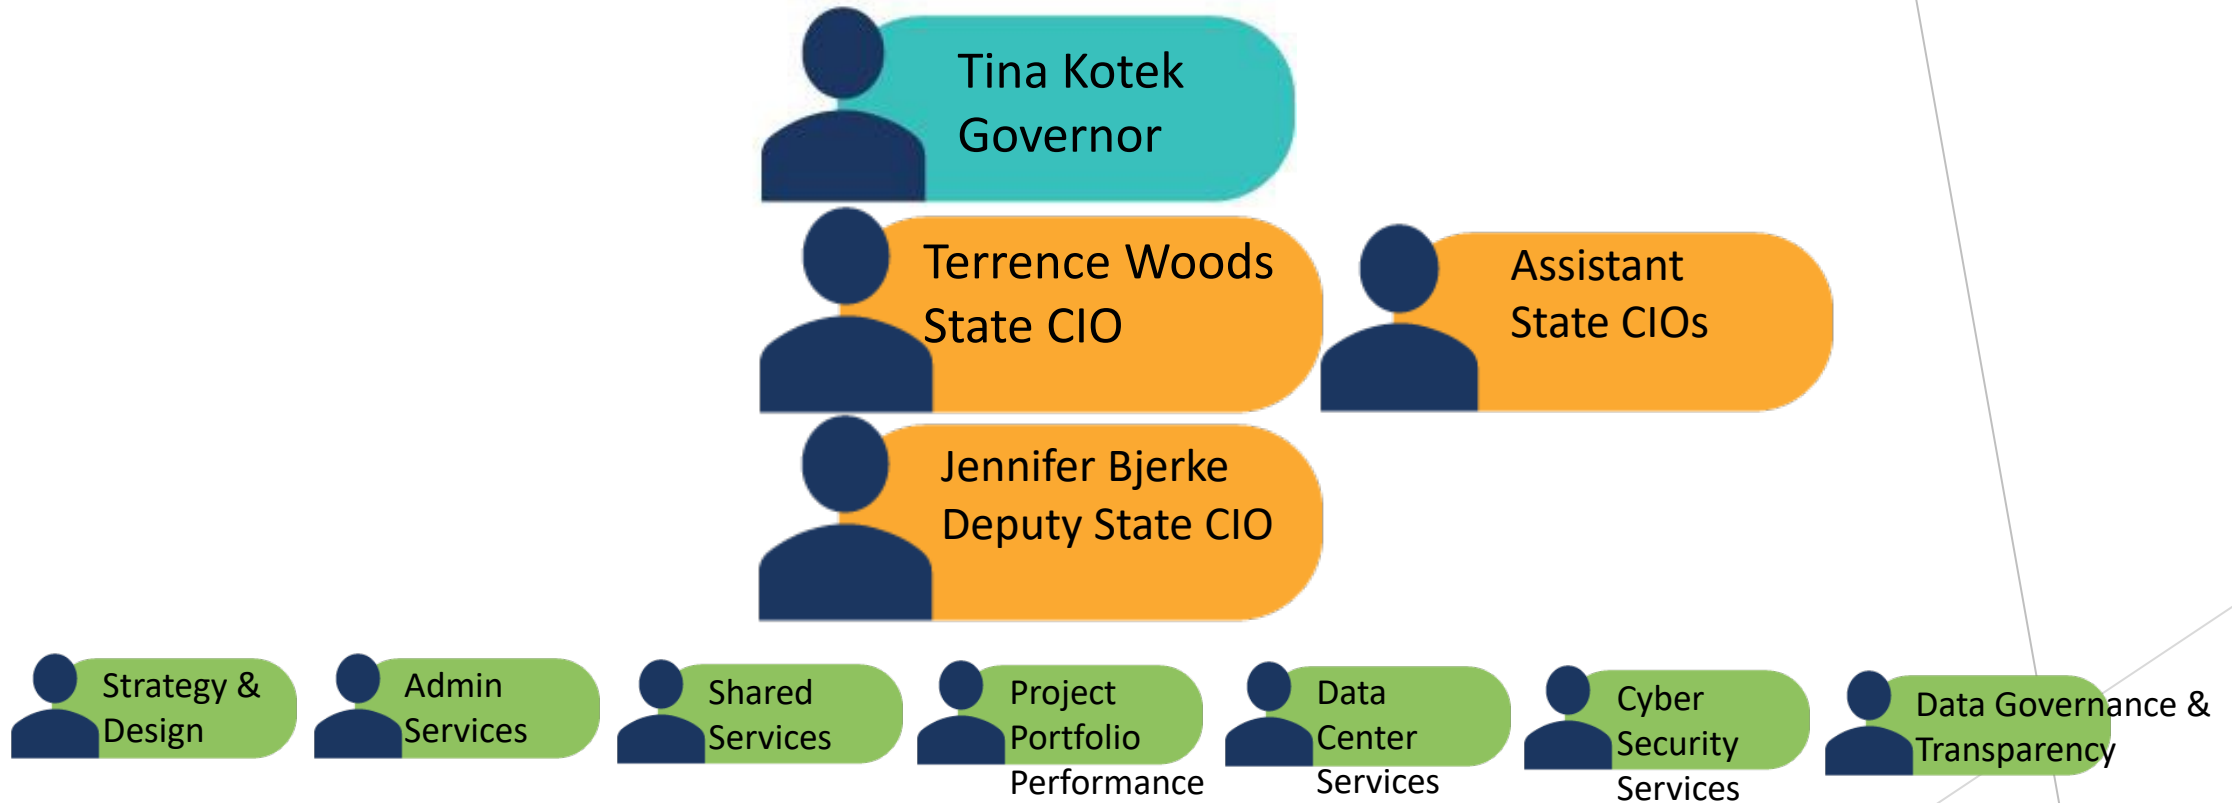 Tina Kotek
Governor
Terrence Woods
State CIO
Assistant
State CIOs
Jennifer Bjerke
Deputy State CIO
Strategy &
Design
Admin
Services
Shared
Services
Project
Portfolio
Performance
Data
Center
Services
Cyber
Security
Services
Data Governance &
Transparency